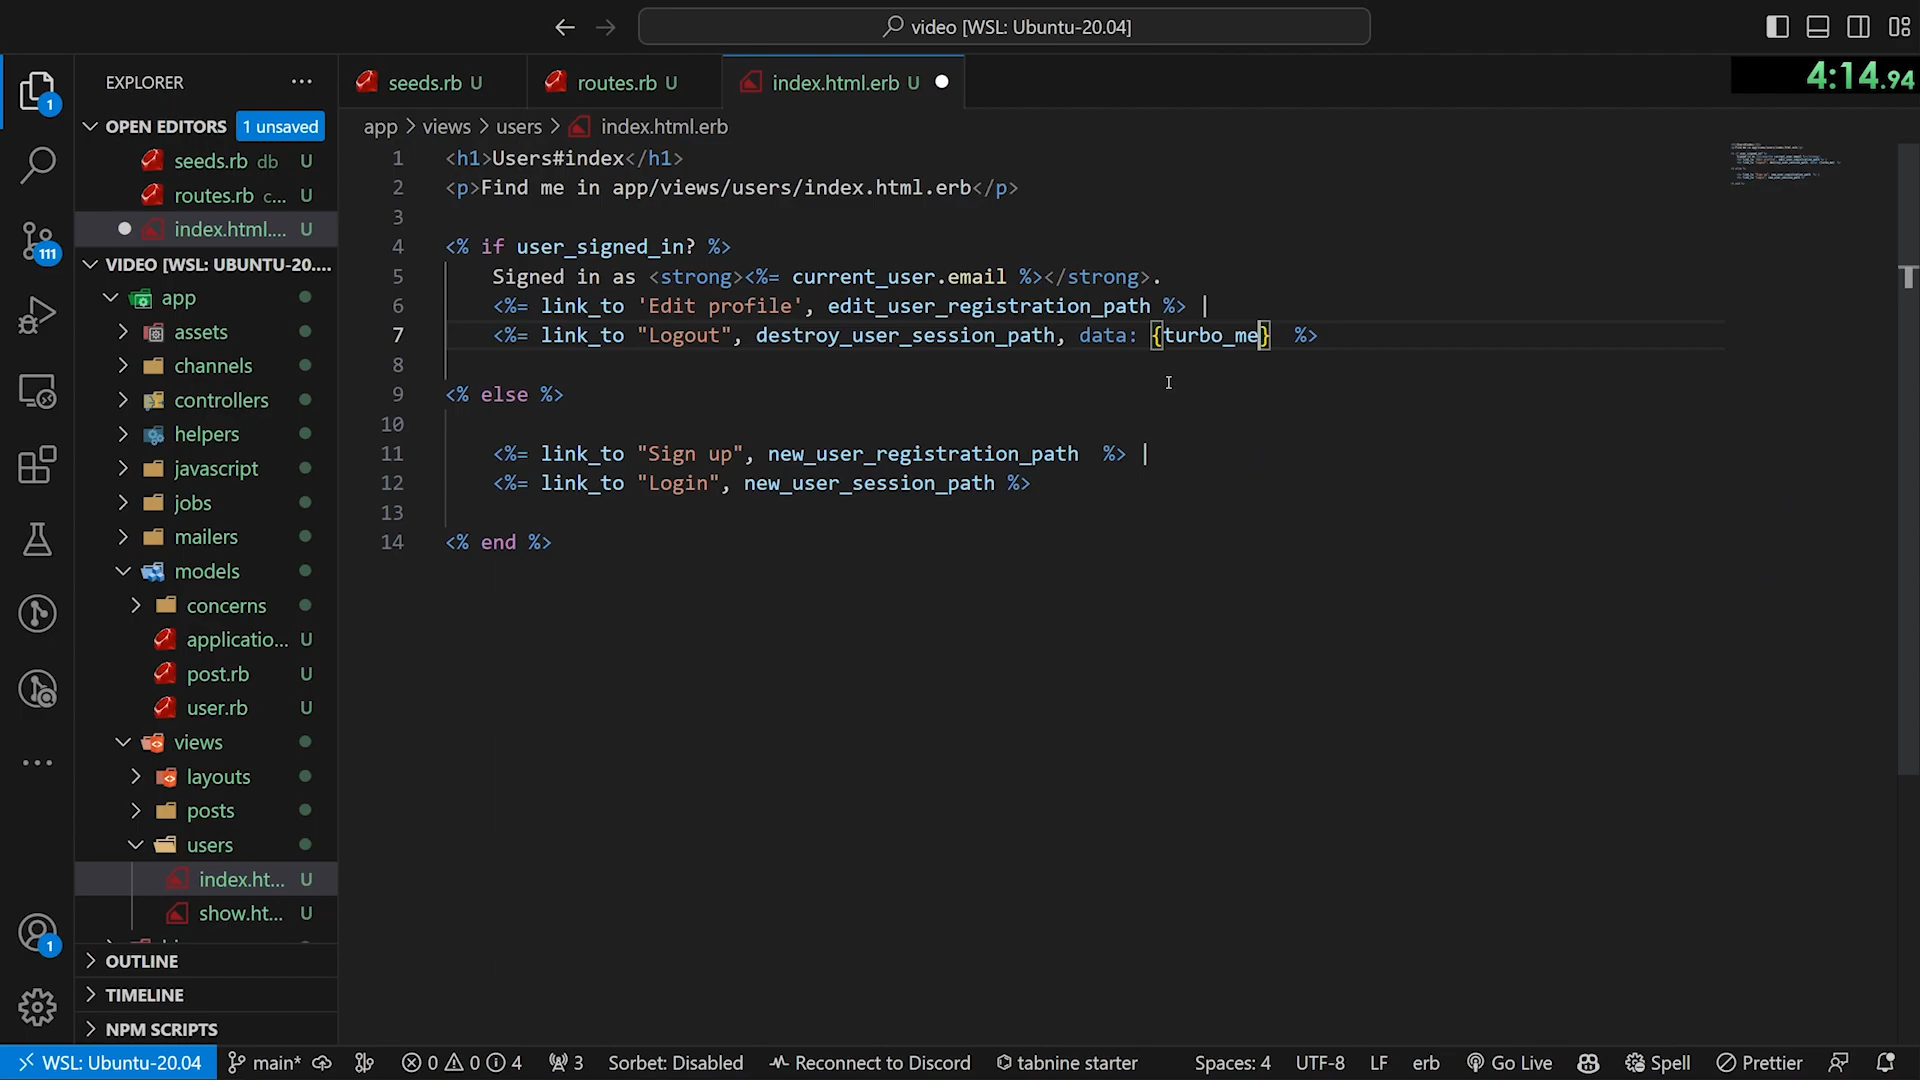 video [WSL: Ubuntu-20.04]
EXPLORER
seeds.rb U
routes.rb U
index.html.erb U
4:14.94
OPEN EDITORS 1 unsaved
seeds.rb db U
routes.rb c... U
index.html.... U
VIDEO [WSL: UBUNTU-20....
app
assets
channels
controllers
helpers
javascript
jobs
mailers
models
concerns
applicatio... U
post.rb U
user.rb U
views
layouts
posts
users
index.ht... U
show.ht... U
OUTLINE
TIMELINE
NPM SCRIPTS
1
111
1
app > views > users > index.html.erb
1 <h1>Users#index</h1>
2 <p>Find me in app/views/users/index.html.erb</p>
3
4 <% if user_signed_in? %>
5 Signed in as <strong><%= current_user.email %></strong>.
6 <%= link_to 'Edit profile', edit_user_registration_path %> |
7 <%= link_to "Logout", destroy_user_session_path, data: {turbo_me}  %>
8
9 <% else %>
10
11 <%= link_to "Sign up", new_user_registration_path  %> |
12 <%= link_to "Login", new_user_session_path %>
13
14 <% end %>
WSL: Ubuntu-20.04 main* 0 0 4 3 Sorbet: Disabled Reconnect to Discord tabnine starter Spaces: 4 UTF-8 LF erb Go Live Spell Prettier